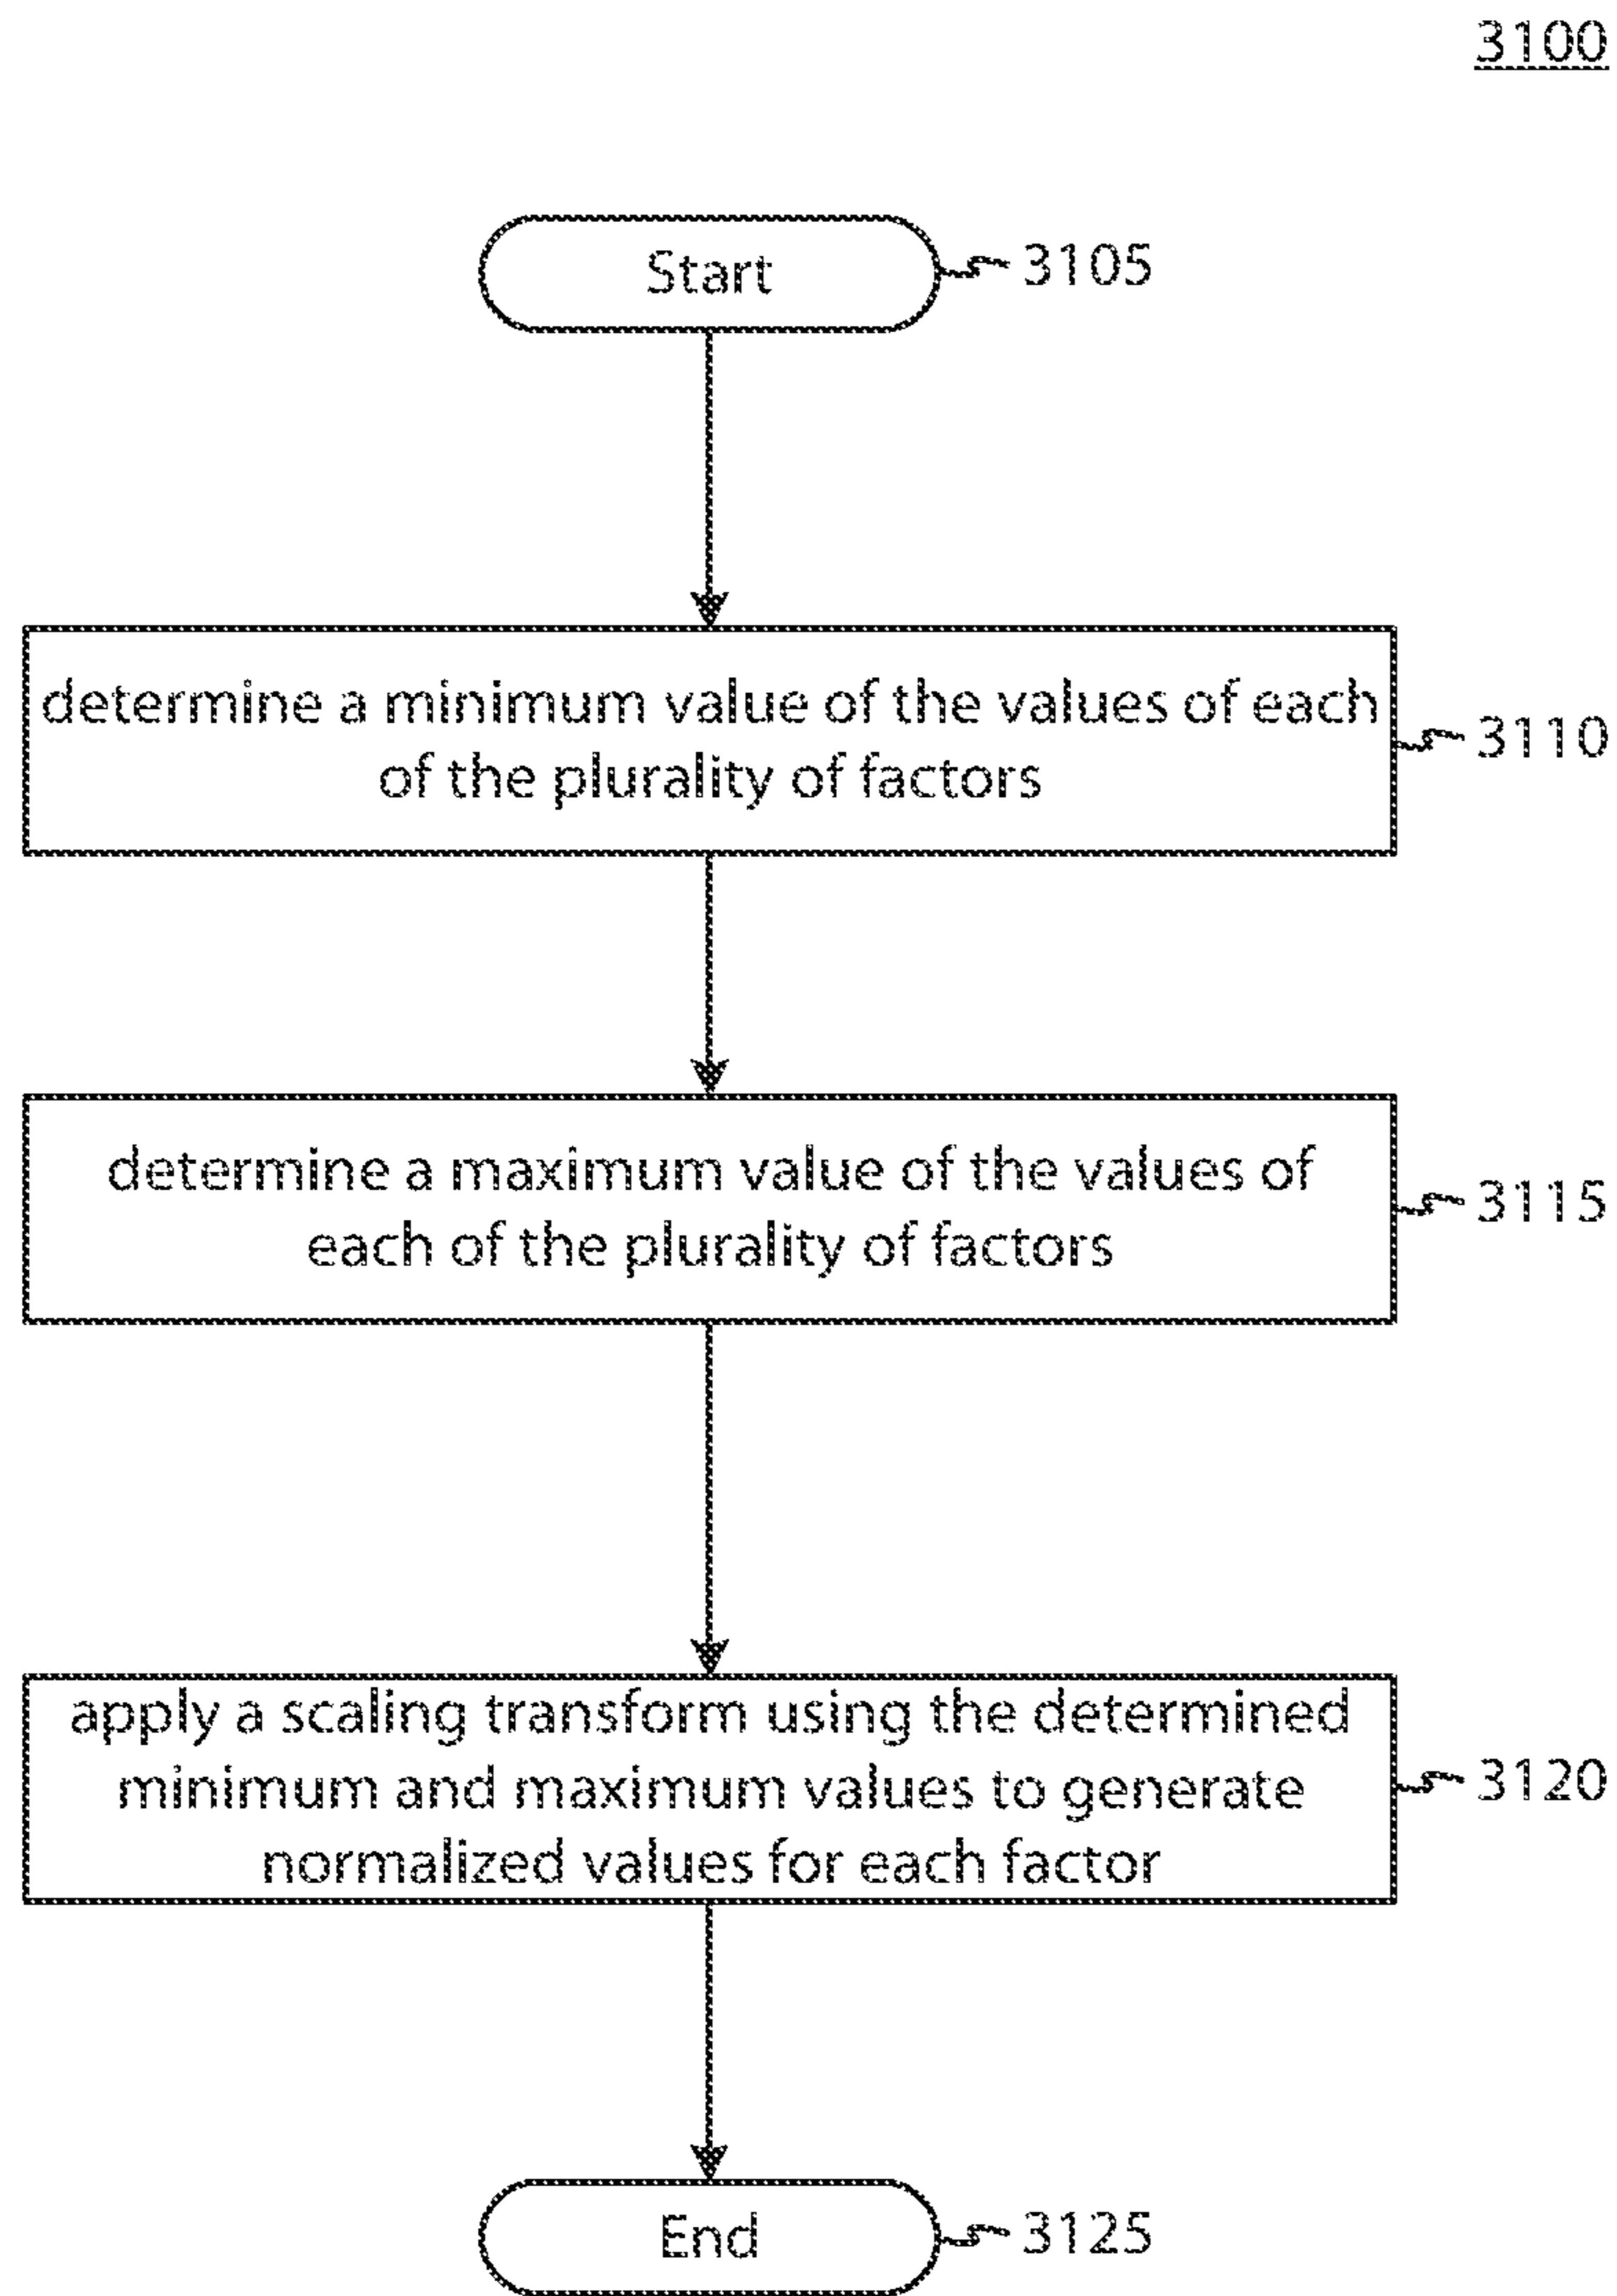 3100
Start
3105
determine a minimum value of the values of each
of the plurality of factors
3110
determine a maximum value of the values of
each of the plurality of factors
3115
apply a scaling transform using the determined
minimum and maximum values to generate
normalized values for each factor
3120
End
3125